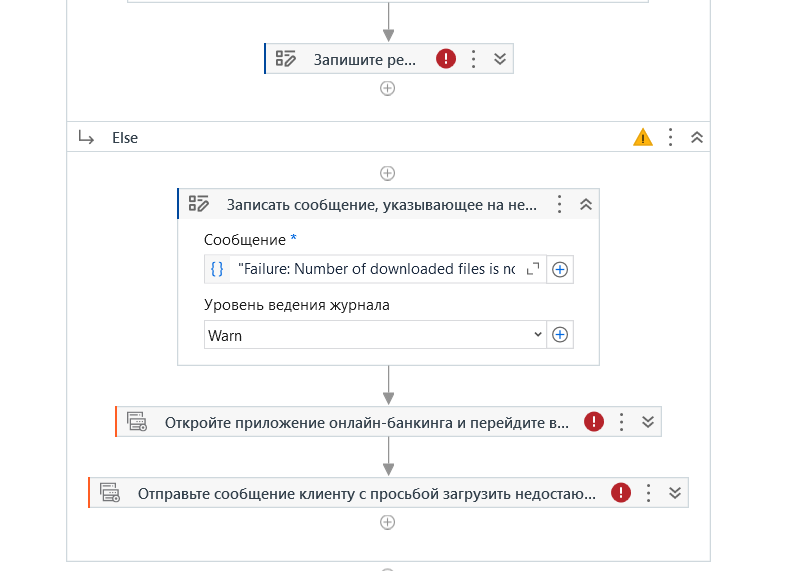 Запишите ре...
Else
Записать сообщение, указывающее на не...
Сообщение *
{} "Failure: Number of downloaded files is no
Уровень ведения журнала
Warn
Откройте приложение онлайн-банкинга и перейдите в...
Отправьте сообщение клиенту с просьбой загрузить недостаю...